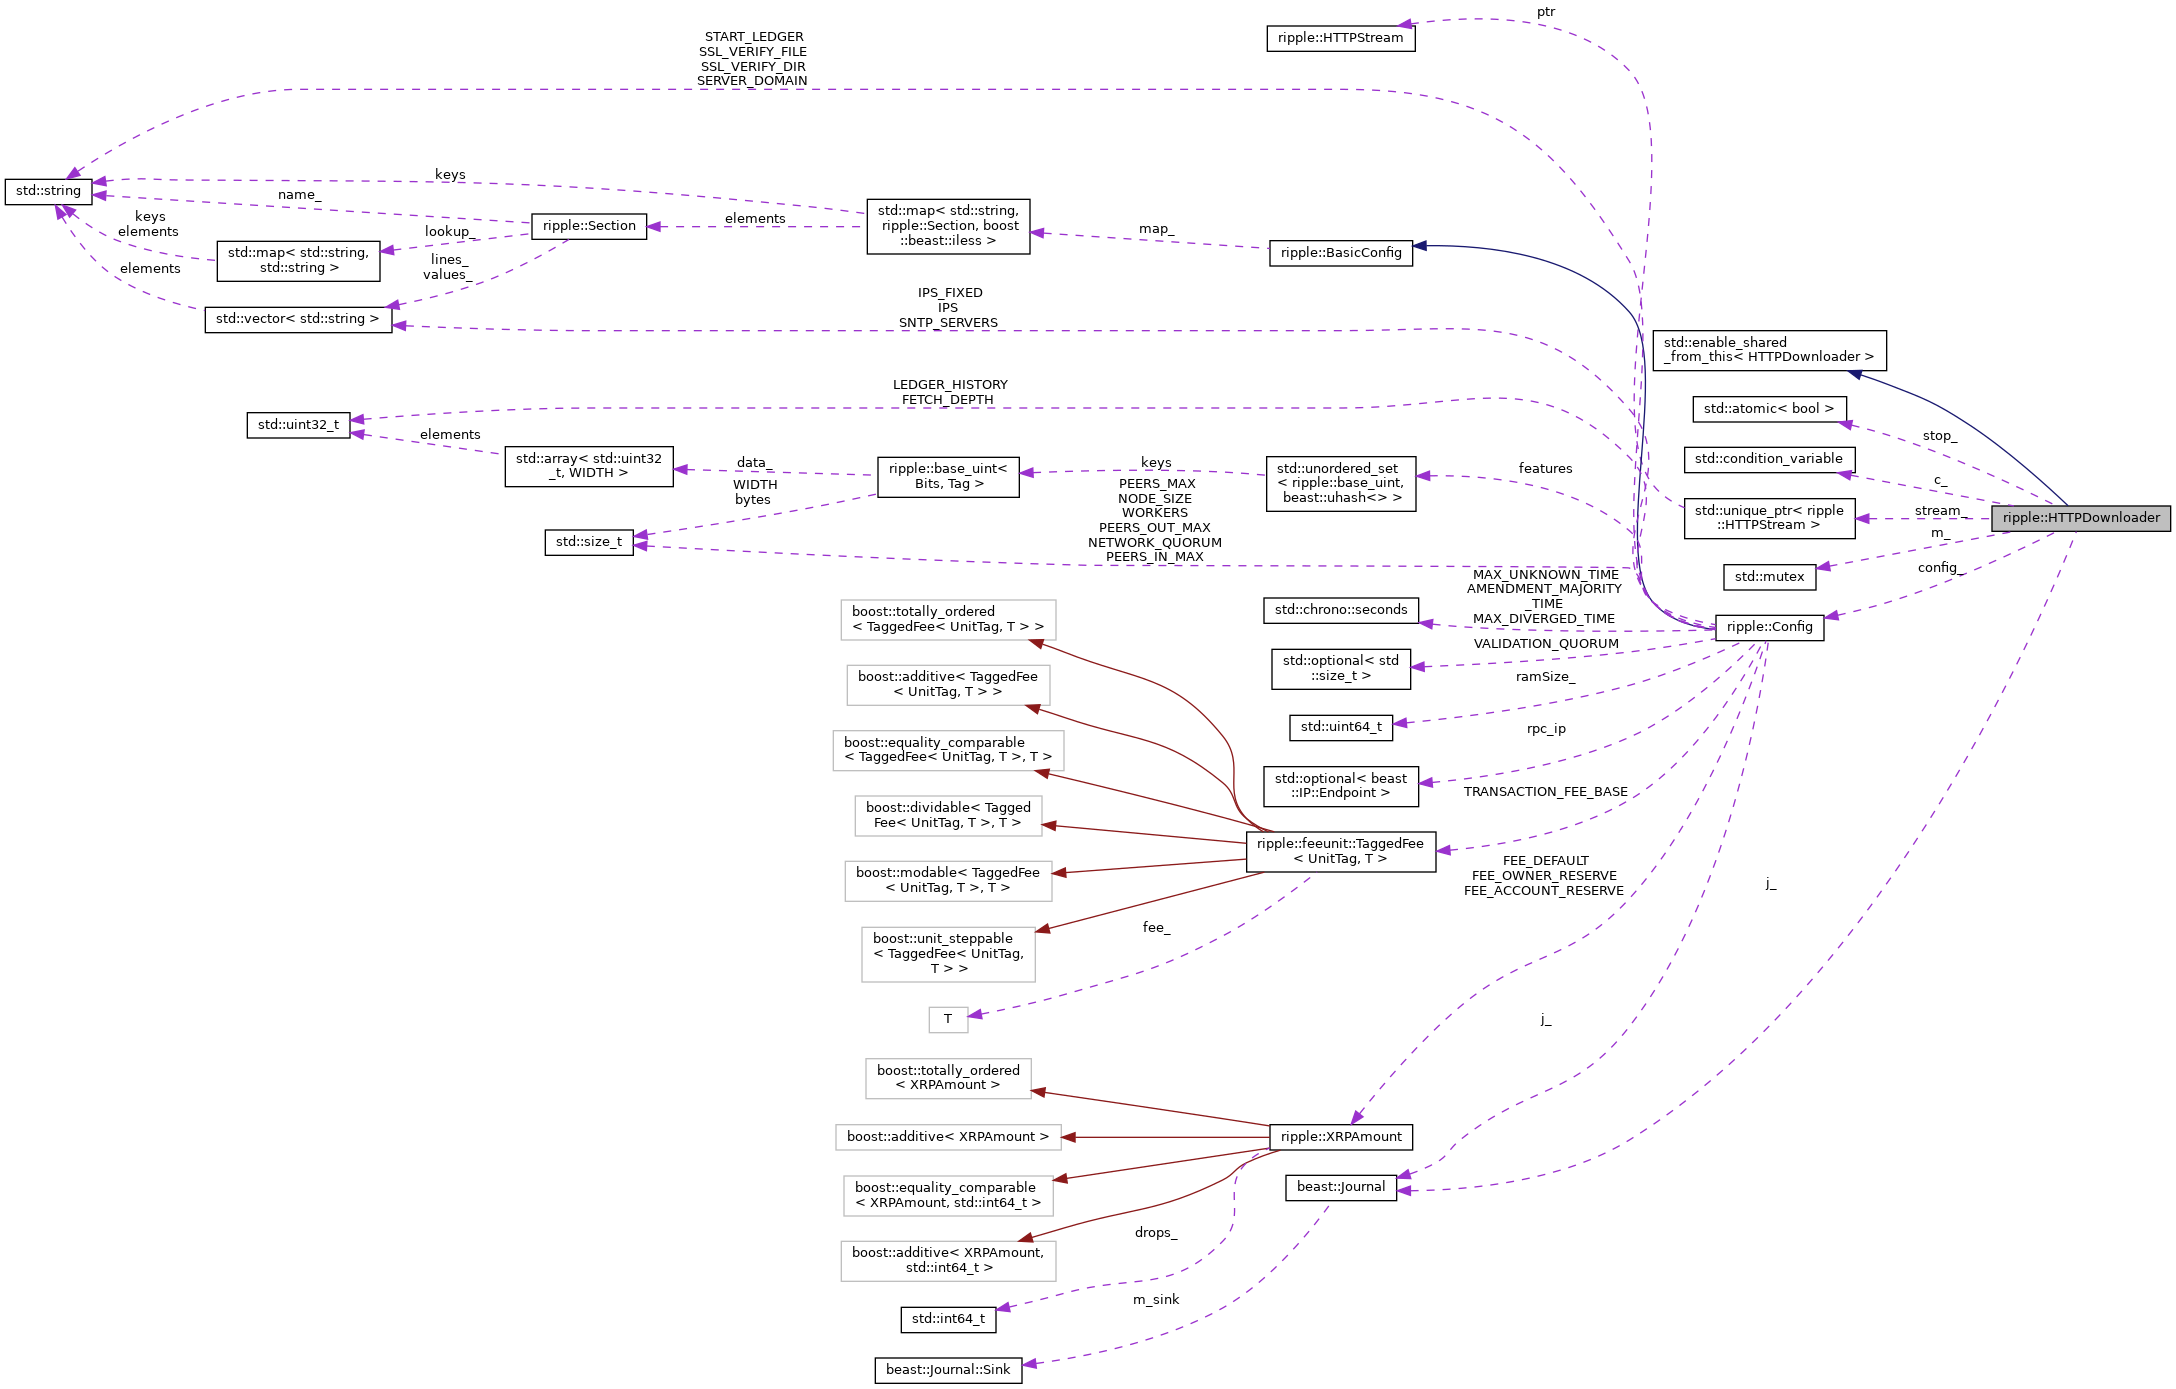 ptr
ripple::HTTPStream
START_LEDGER
SSL_VERIFY_FILE
SSL_VERIFY_DIR
SERVER_DOMAIN
keys
std::string
name_
keys
elements
lookup_
ripple::Section
elements
std::map< std::string,
ripple::Section, boost
::beast::iless >
map_
ripple::BasicConfig
std::map< std::string,
std::string >
lines_
values_
elements
std::vector< std::string >
IPS_FIXED
IPS
SNTP_SERVERS
std::enable_shared
_from_this< HTTPDownloader >
LEDGER_HISTORY
FETCH_DEPTH
std::uint32_t
elements
std::array< std::uint32
_t, WIDTH >
data_
ripple::base_uint<
Bits, Tag >
keys
std::unordered_set
< ripple::base_uint,
beast::uhash<> >
features
std::atomic< bool >
stop_
std::condition_variable
c_
std::unique_ptr< ripple
::HTTPStream >
stream_
ripple::HTTPDownloader
m_
std::mutex
config_
WIDTH
bytes
std::size_t
PEERS_MAX
NODE_SIZE
WORKERS
PEERS_OUT_MAX
NETWORK_QUORUM
PEERS_IN_MAX
MAX_UNKNOWN_TIME
AMENDMENT_MAJORITY
_TIME
MAX_DIVERGED_TIME
std::chrono::seconds
ripple::Config
VALIDATION_QUORUM
std::optional< std
::size_t >
ramSize_
std::uint64_t
rpc_ip
std::optional< beast
::IP::Endpoint >
TRANSACTION_FEE_BASE
boost::totally_ordered
< TaggedFee< UnitTag, T > >
boost::additive< TaggedFee
< UnitTag, T > >
boost::equality_comparable
< TaggedFee< UnitTag, T >, T >
boost::dividable< Tagged
Fee< UnitTag, T >, T >
boost::modable< TaggedFee
< UnitTag, T >, T >
boost::unit_steppable
< TaggedFee< UnitTag,
T > >
ripple::feeunit::TaggedFee
< UnitTag, T >
fee_
T
FEE_DEFAULT
FEE_OWNER_RESERVE
FEE_ACCOUNT_RESERVE
j_
j_
boost::totally_ordered
< XRPAmount >
boost::additive< XRPAmount >
boost::equality_comparable
< XRPAmount, std::int64_t >
boost::additive< XRPAmount,
std::int64_t >
ripple::XRPAmount
beast::Journal
drops_
std::int64_t
m_sink
beast::Journal::Sink